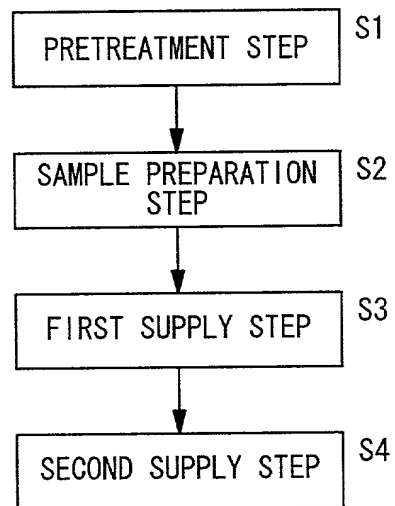 PRETREATMENT STEP
S1
SAMPLE PREPARATION
STEP
S2
FIRST SUPPLY STEP
S3
SECOND SUPPLY STEP
S4